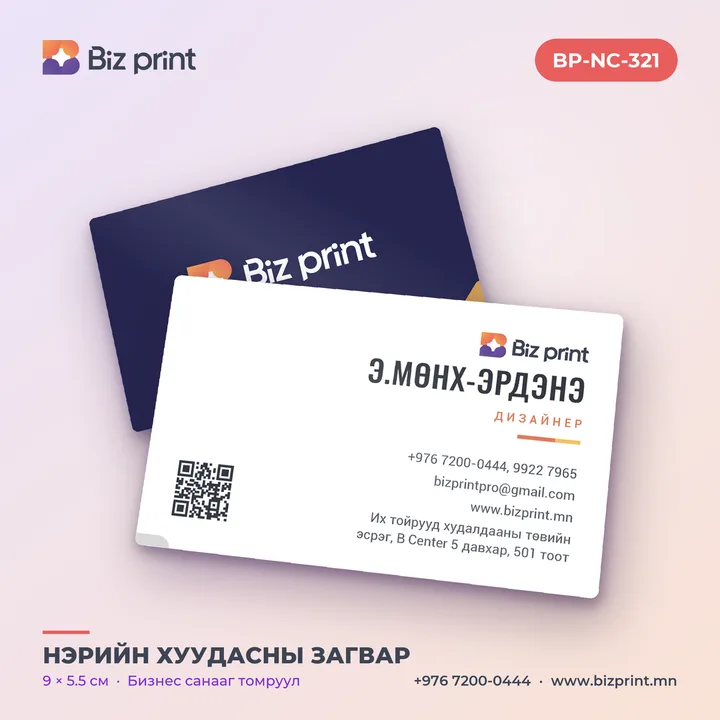 Biz print
BP-NC-321
Biz print
Biz print
Э.МӨНХ-ЭРДЭНЭ
ДИЗАЙНЕР
+976 7200-0444, 9922 7965
bizprintpro@gmail.com
www.bizprint.mn
Их тойрууд худалдааны төвийн
эсрэг, B Center 5 давхар, 501 тоот
НЭРИЙН ХУУДАСНЫ ЗАГВАР
9 × 5.5 см · Бизнес санааг томруул
+976 7200-0444 · www.bizprint.mn